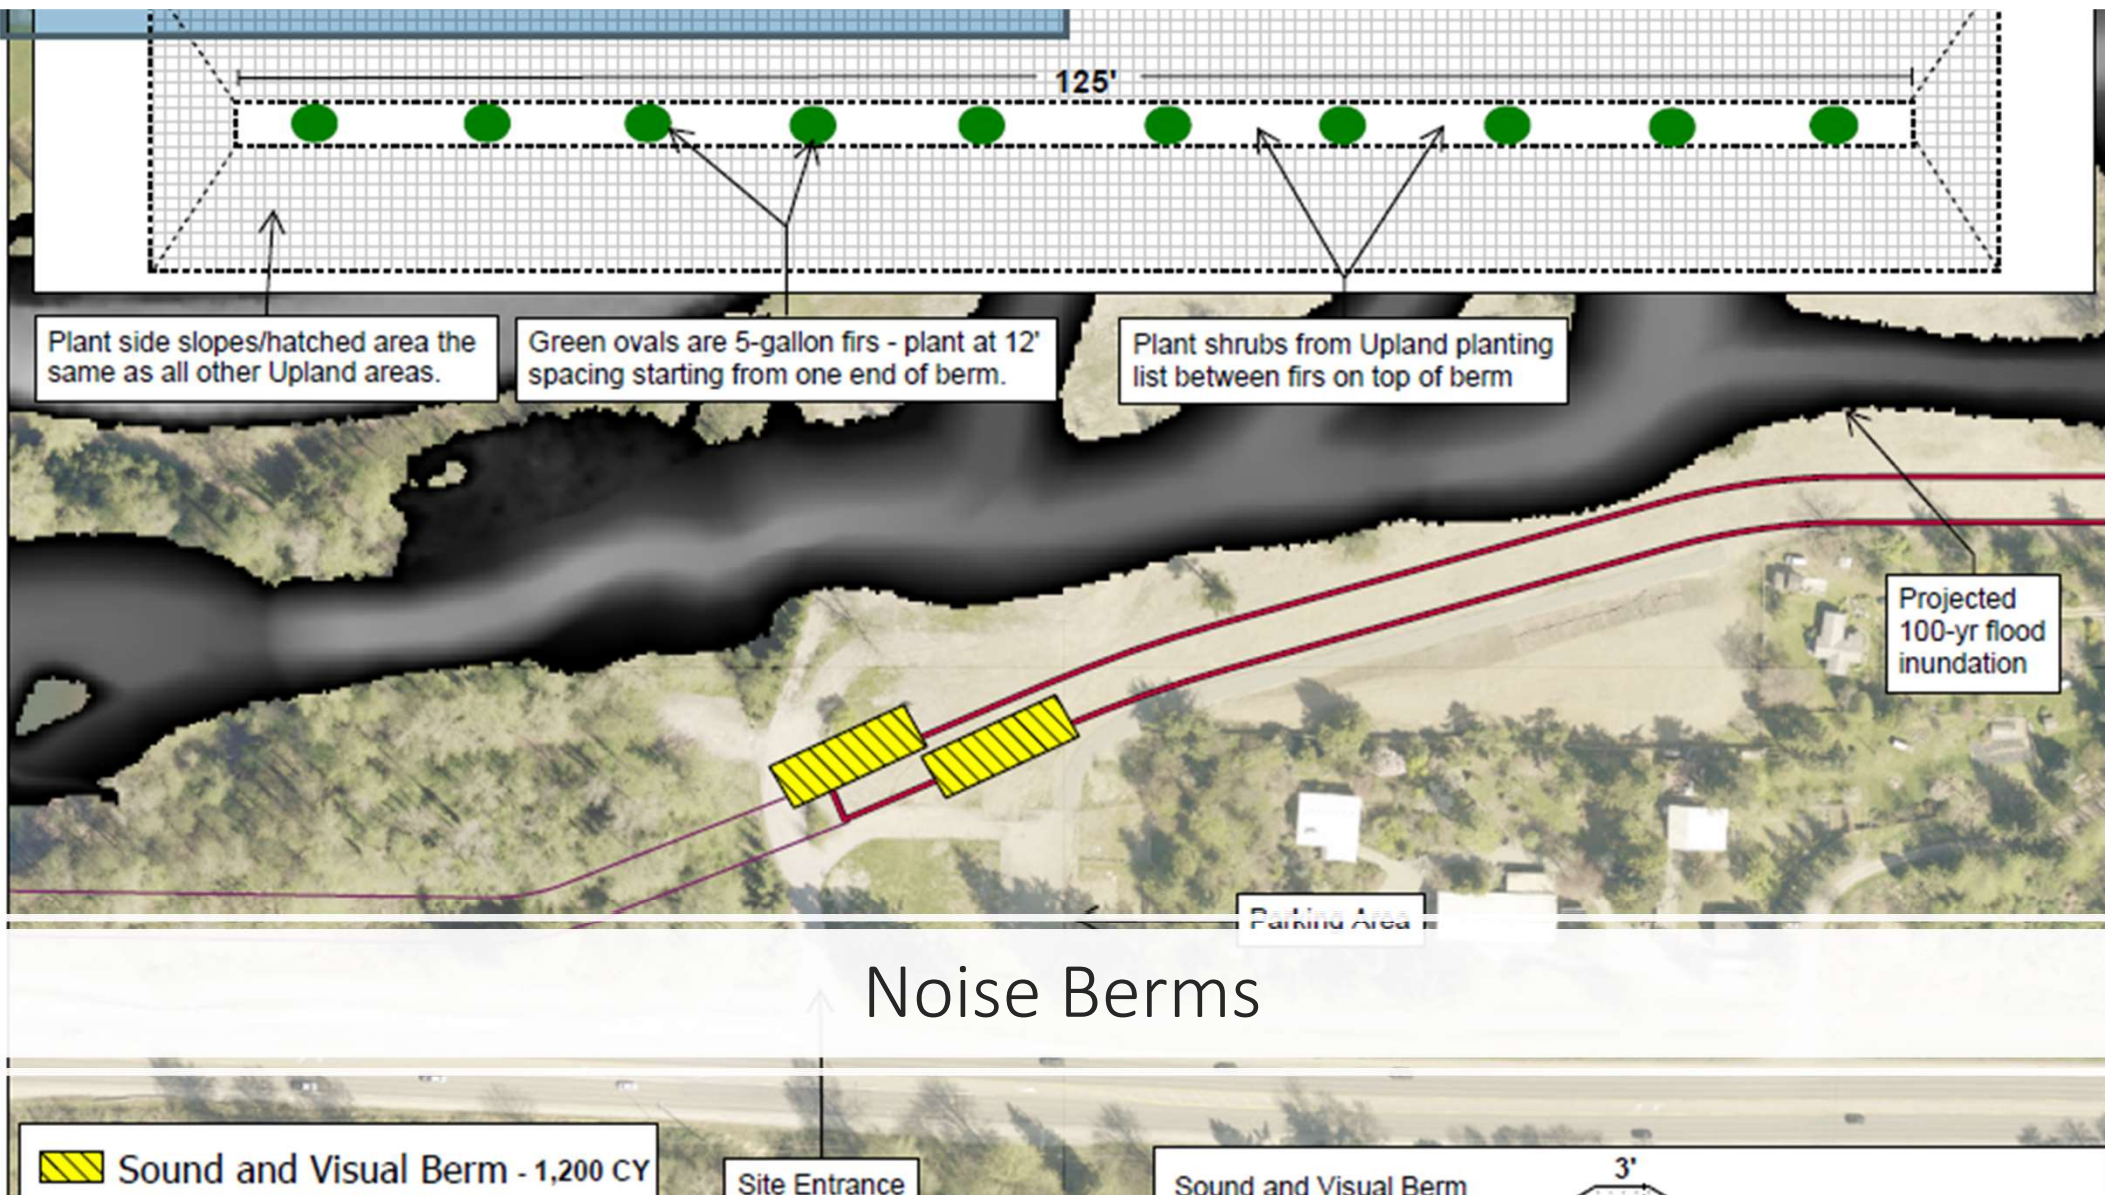 125'
Plant side slopes/hatched area the
same as all other Upland areas.
Green ovals are 5-gallon firs - plant at 12'
spacing starting from one end of berm.
Plant shrubs from Upland planting
list between firs on top of berm
Projected
100-yr flood
inundation
Parking Area
Noise Berms
Sound and Visual Berm - 1,200 CY
Site Entrance
Sound and Visual Berm
3'